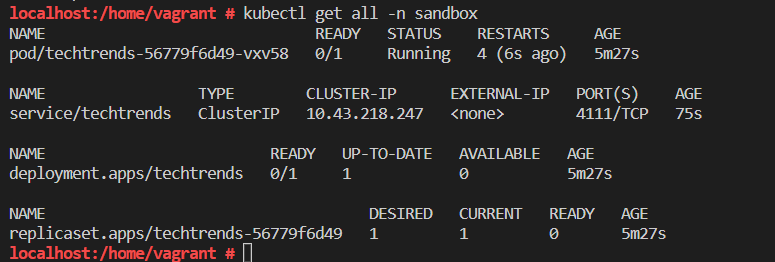 localhost:/home/vagrant # kubectl get all -n sandbox
NAME                              READY   STATUS    RESTARTS     AGE
pod/techtrends-56779f6d49-vxv58   0/1     Running   4 (6s ago)   5m27s
NAME                 TYPE        CLUSTER-IP      EXTERNAL-IP   PORT(S)    AGE
service/techtrends   ClusterIP   10.43.218.247   <none>        4111/TCP   75s
NAME                         READY   UP-TO-DATE   AVAILABLE   AGE
deployment.apps/techtrends   0/1     1            0           5m27s
NAME                                    DESIRED   CURRENT   READY   AGE
replicaset.apps/techtrends-56779f6d49   1         1         0       5m27s
localhost:/home/vagrant #